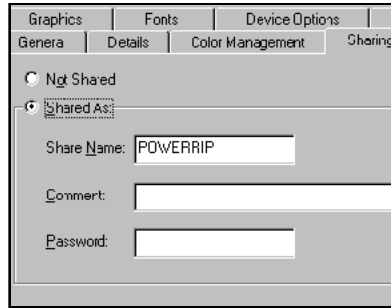 Graphics Fonts Device Options
Genera Details Color Management Sharing
Not Shared
Shared As:
Share Name: POWERRIP
Comment:
Password: